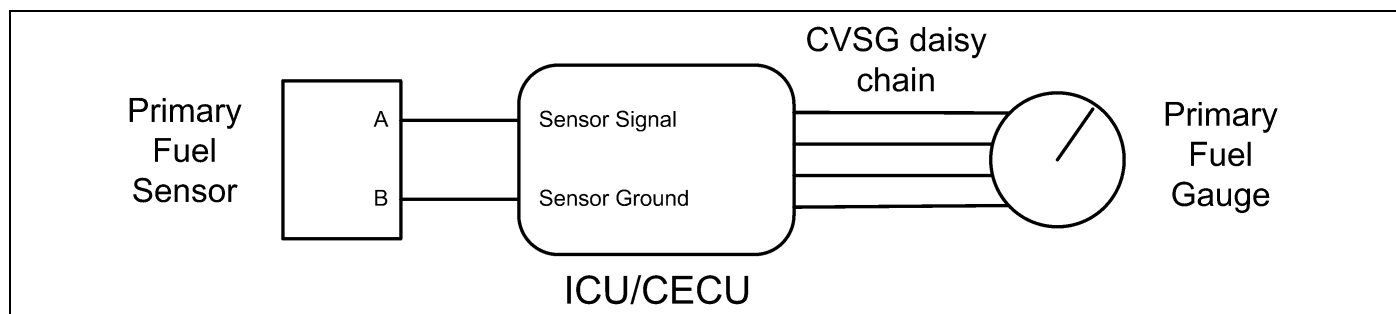 Primary
Fuel
Sensor
A
B
Sensor Signal
Sensor Ground
ICU/CECU
CVSG daisy
chain
Primary
Fuel
Gauge